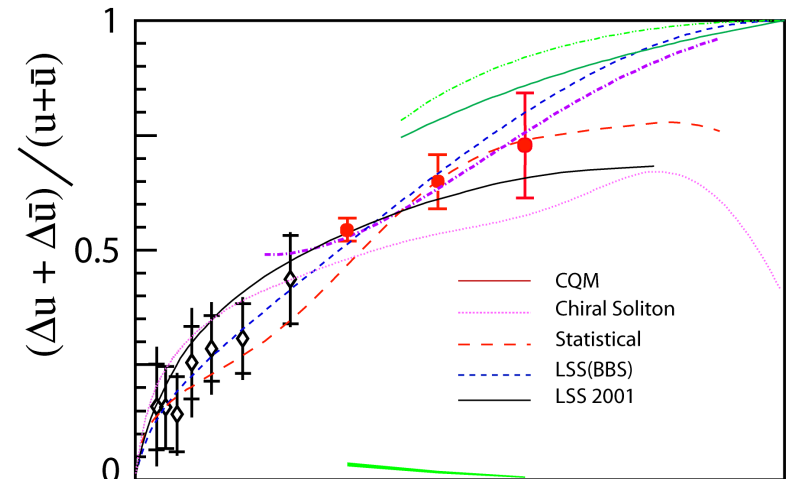 1
(Δu + Δū) / (u+ū)
0.5
CQM
Chiral Soliton
Statistical
LSS(BBS)
LSS 2001
0